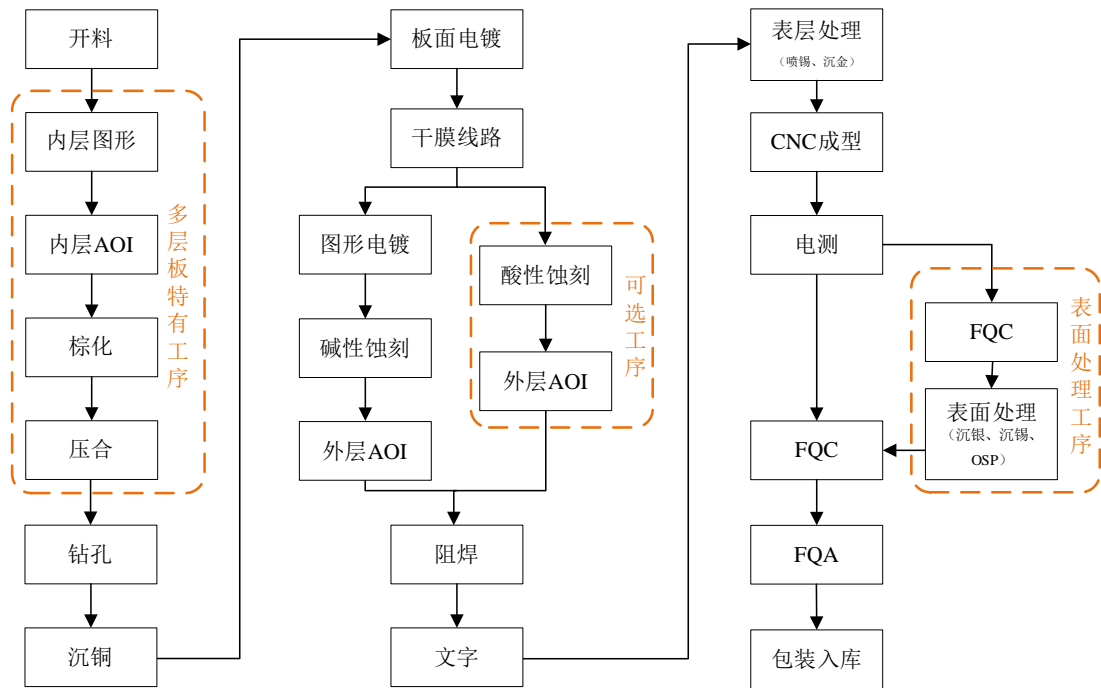 开料
内层图形
内层AOI
棕化
压合
多层板特有工序
钻孔
沉铜
板面电镀
干膜线路
图形电镀
碱性蚀刻
外层AOI
酸性蚀刻
外层AOI
可选工序
阻焊
文字
表层处理
（喷锡、沉金）
CNC成型
电测
FQC
表面处理
（沉银、沉锡、
OSP）
表面处理工序
FQC
FQA
包装入库